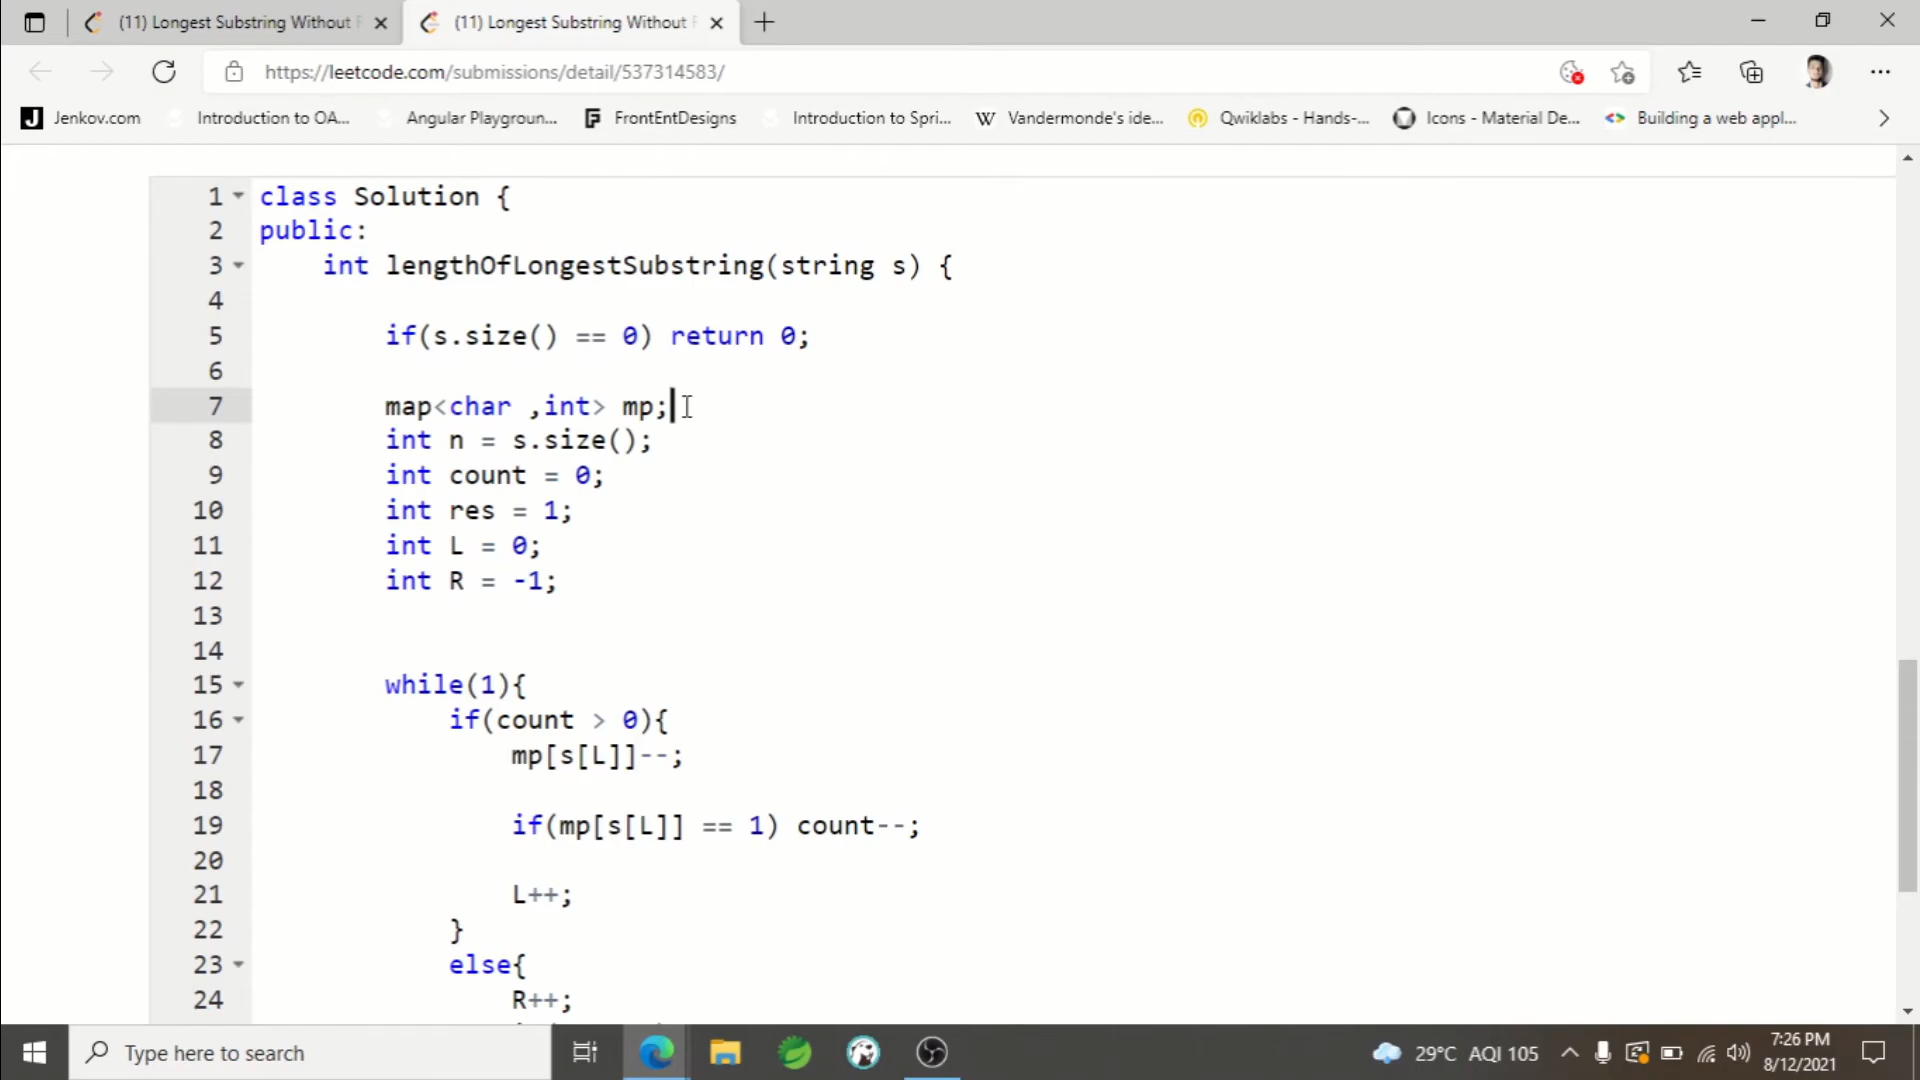 (11) Longest Substring Without
(11) Longest Substring Without
https://leetcode.com/submissions/detail/537314583/
Jenkov.com Introduction to OA... Angular Playgroun... FrontEntDesigns Introduction to Spri... Vandermonde's ide... Qwiklabs - Hands-... Icons - Material De... Building a web appl...
1 class Solution {
2 public:
3 int lengthOfLongestSubstring(string s) {
4
5 if(s.size() == 0) return 0;
6
7 map<char ,int> mp;
8 int n = s.size();
9 int count = 0;
10 int res = 1;
11 int L = 0;
12 int R = -1;
13
14
15 while(1){
16 if(count > 0){
17 mp[s[L]]--;
18
19 if(mp[s[L]] == 1) count--;
20
21 L++;
22 }
23 else{
24 R++;
Type here to search
29°C AQI 105
7:26 PM
8/12/2021